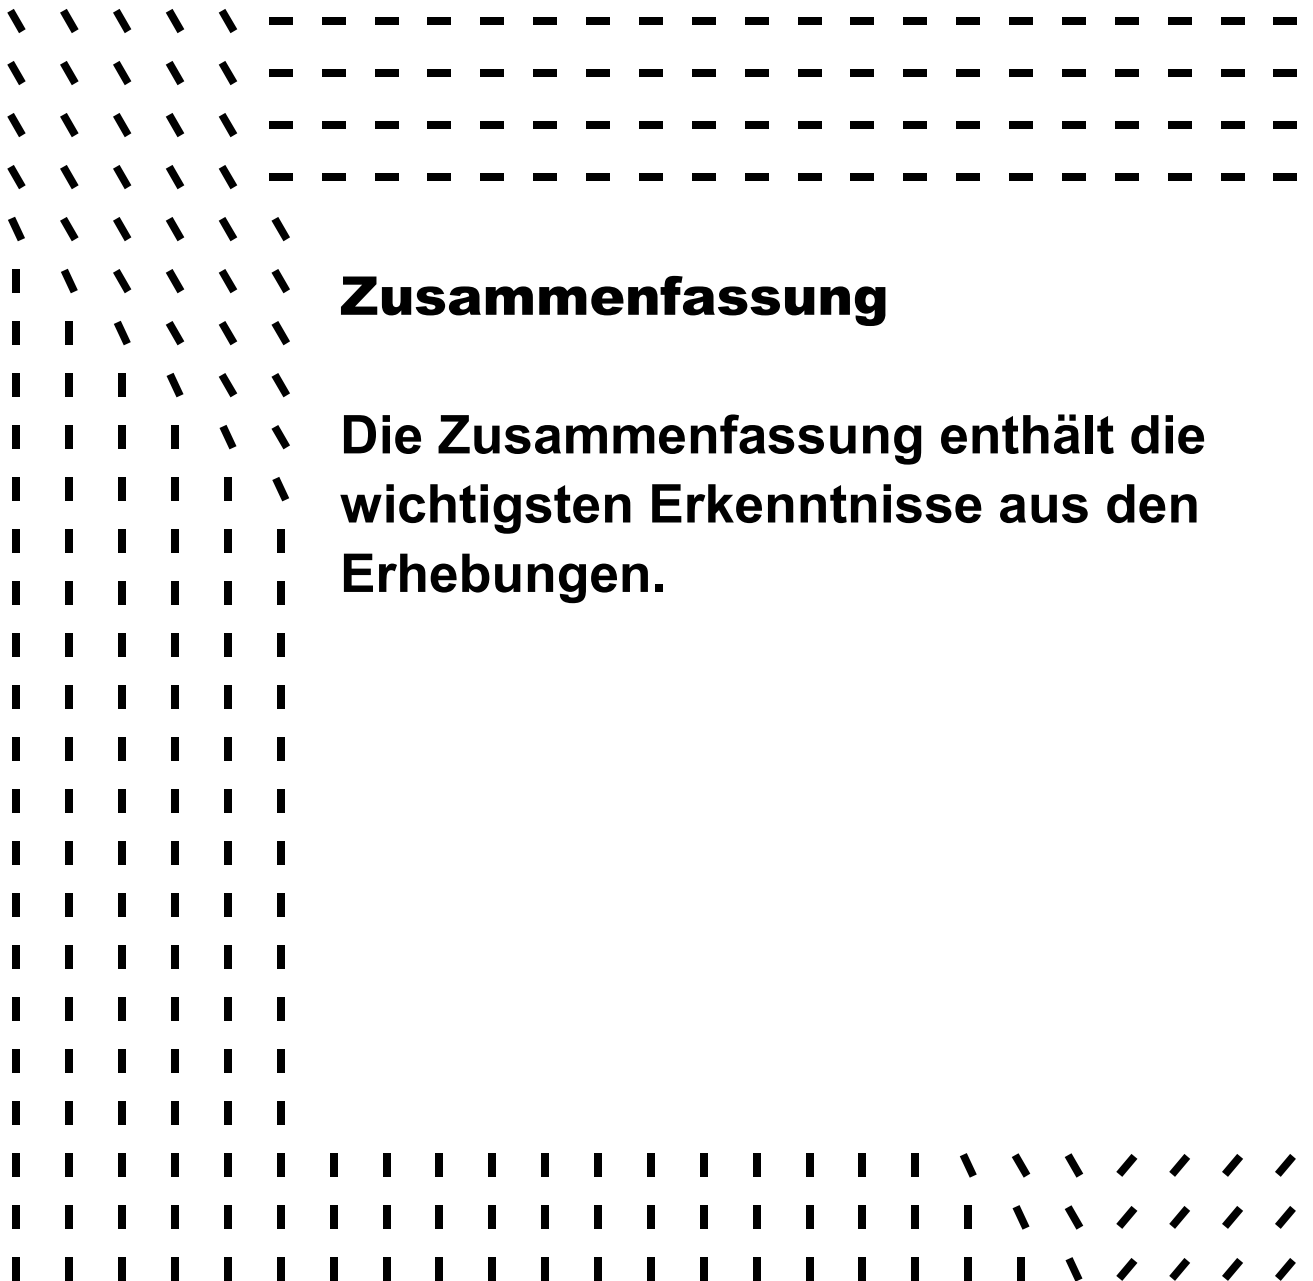 Zusammenfassung
Die Zusammenfassung enthält die
wichtigsten Erkenntnisse aus den
Erhebungen.